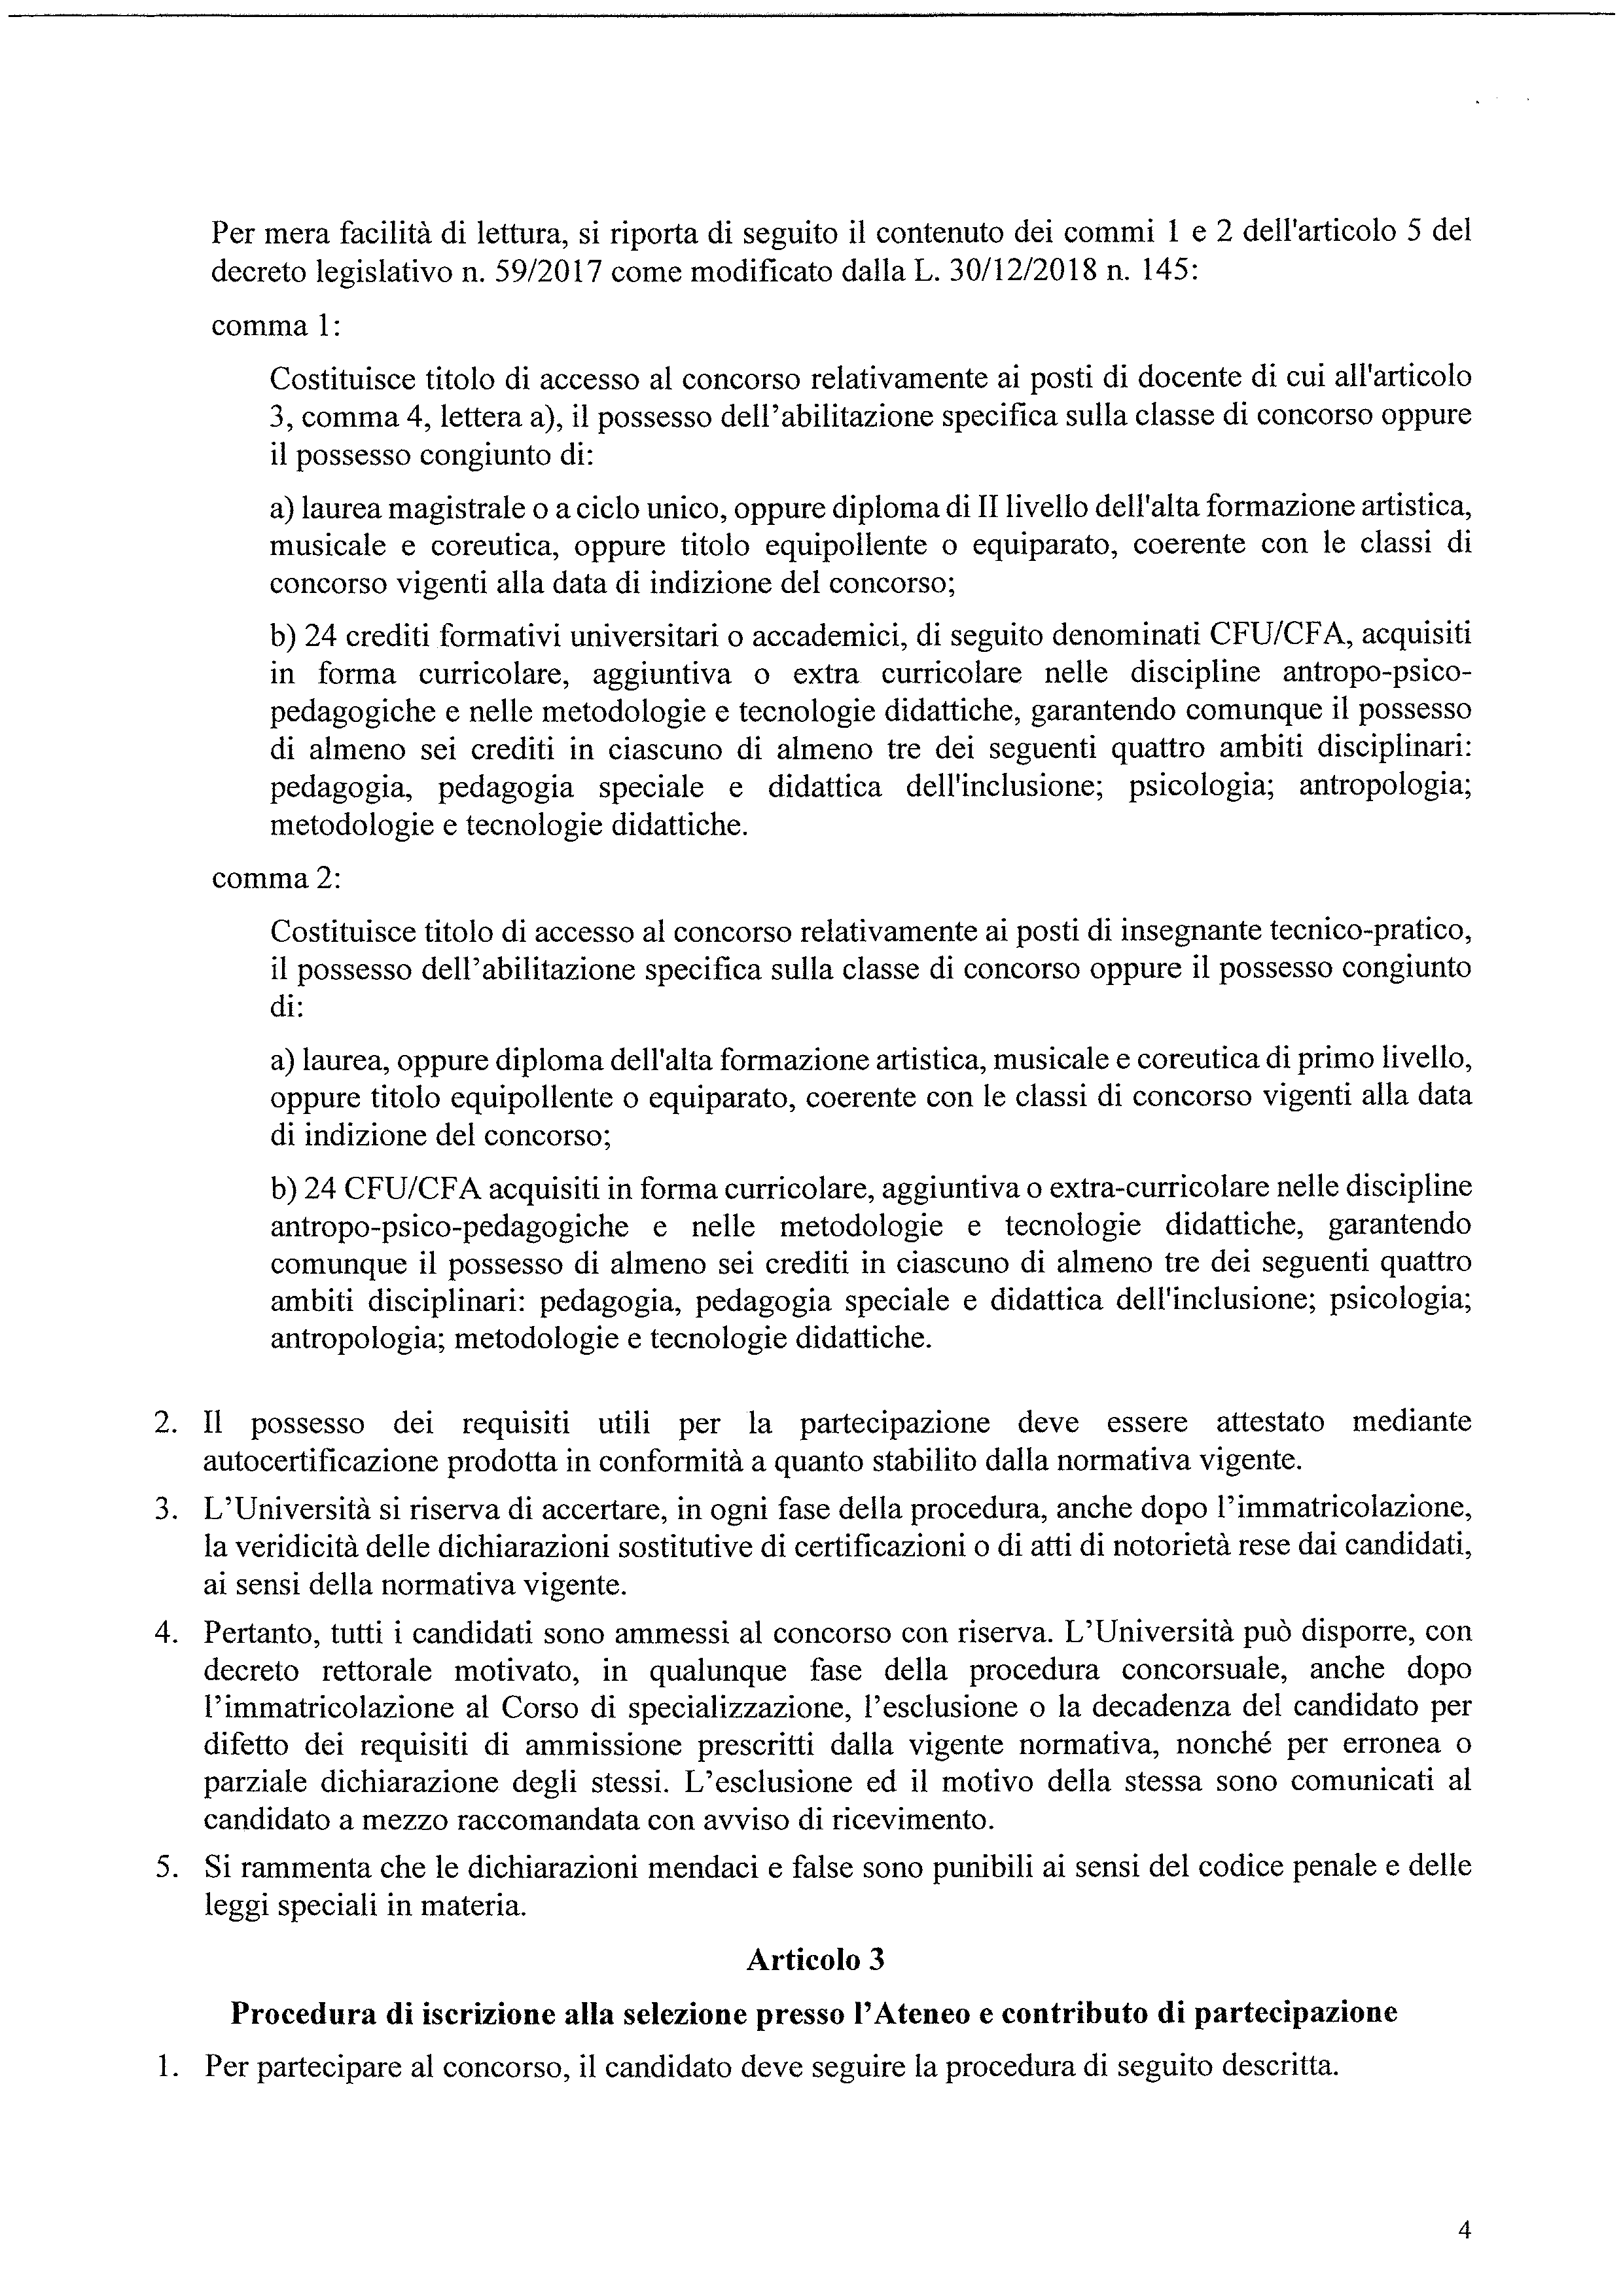 Per mera facilità di lettura, si riporta di seguito il contenuto dei commi 1 e 2 dell'articolo 5 del
decreto legislativo n. 59/2017 come modificato dalla L. 30/12/2018 n. 145:
comma 1:
Costituisce titolo di accesso al concorso relativamente ai posti di docente di cui all'articolo
3, comma 4, lettera a), il possesso dell’abilitazione specifica sulla classe di concorso oppure
il possesso congiunto di:
a) laurea magistrale o a ciclo unico, oppure diploma di II livello dell'alta formazione artistica,
musicale e coreutica, oppure titolo equipollente o equiparato, coerente con le classi di
concorso vigenti alla data di indizione del concorso;
b) 24 crediti formativi universitari o accademici, di seguito denominati CFU/CFA, acquisiti
in forma curricolare, aggiuntiva o extra curricolare nelle discipline antropo-psico-
pedagogiche e nelle metodologie e tecnologie didattiche, garantendo comunque il possesso
di almeno sei crediti in ciascuno di almeno tre dei seguenti quattro ambiti disciplinari:
pedagogia, pedagogia speciale e didattica dell'inclusione; psicologia; antropologia;
metodologie e tecnologie didattiche.
comma 2:
Costituisce titolo di accesso al concorso relativamente ai posti di insegnante tecnico-pratico,
il possesso dell’abilitazione specifica sulla classe di concorso oppure il possesso congiunto
di:
a) laurea, oppure diploma dell'alta formazione artistica, musicale e coreutica di primo livello,
oppure titolo equipollente o equiparato, coerente con le classi di concorso vigenti alla data
di indizione del concorso;
b) 24 CFU/CFA acquisiti in forma curricolare, aggiuntiva o extra-curricolare nelle discipline
antropo-psico-pedagogiche e nelle metodologie e tecnologie didattiche, garantendo
comunque il possesso di almeno sei crediti in ciascuno di almeno tre dei seguenti quattro
ambiti disciplinari: pedagogia, pedagogia speciale e didattica dell'inclusione; psicologia;
antropologia; metodologie e tecnologie didattiche.
2. Il possesso dei requisiti utili per la partecipazione deve essere attestato mediante
autocertificazione prodotta in conformità a quanto stabilito dalla normativa vigente.
3. L’Università si riserva di accertare, in ogni fase della procedura, anche dopo l’immatricolazione,
la veridicità delle dichiarazioni sostitutive di certificazioni o di atti di notorietà rese dai candidati,
ai sensi della normativa vigente.
4. Pertanto, tutti i candidati sono ammessi al concorso con riserva. L’Università può disporre, con
decreto rettorale motivato, in qualunque fase della procedura concorsuale, anche dopo
l’immatricolazione al Corso di specializzazione, l’esclusione o la decadenza del candidato per
difetto dei requisiti di ammissione prescritti dalla vigente normativa, nonché per erronea o
parziale dichiarazione degli stessi. L’esclusione ed il motivo della stessa sono comunicati al
candidato a mezzo raccomandata con avviso di ricevimento.
5. Si rammenta che le dichiarazioni mendaci e false sono punibili ai sensi del codice penale e delle
leggi speciali in materia.
Articolo 3
Procedura di iscrizione alla selezione presso l’Ateneo e contributo di partecipazione
1. Per partecipare al concorso, il candidato deve seguire la procedura di seguito descritta.
4